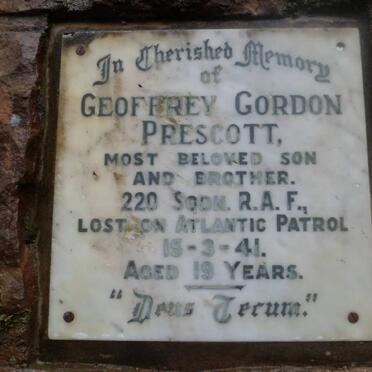 In Cherished Memory
of
GEOFFREY GORDON
PRESCOTT,
MOST BELOVED SON
AND BROTHER.
220 SQDN. R.A.F.,
LOST ON ATLANTIC PATROL
15-3-41.
AGED 19 YEARS.
"Deus Tecum."